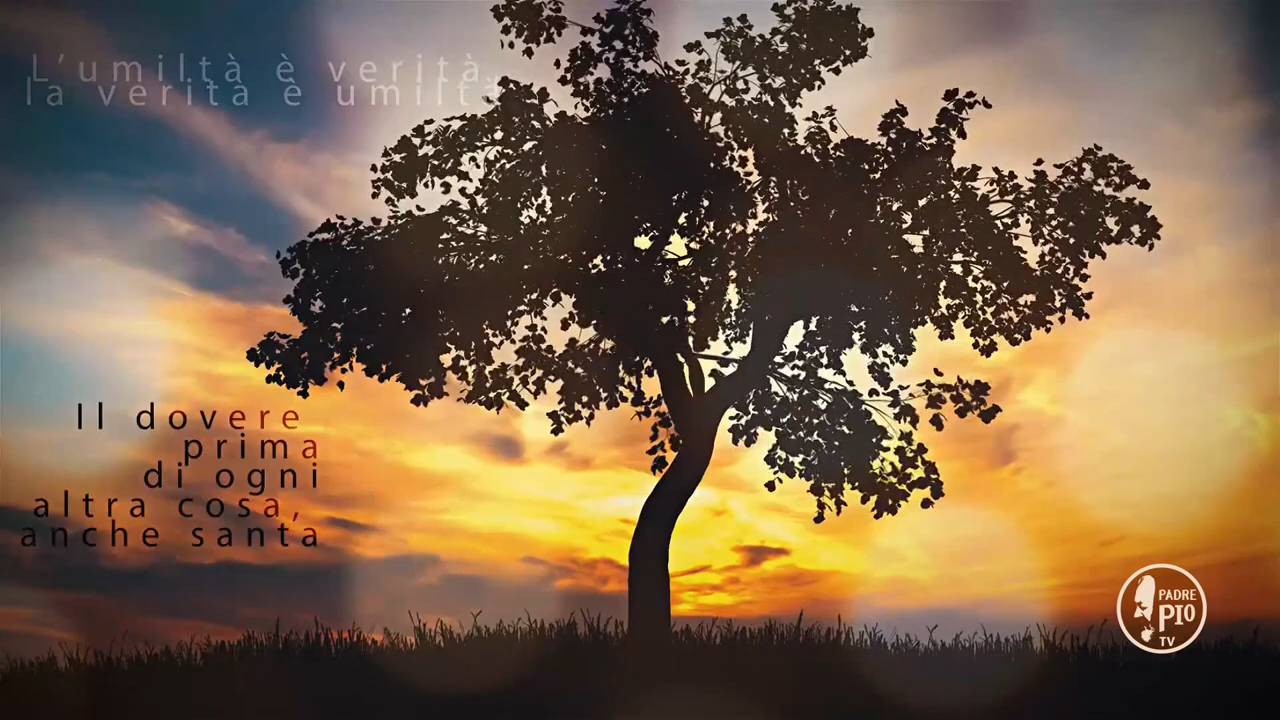 L'umiltà è verità,
la verità è umiltà
Il dovere
prima
di ogni
altra cosa,
anche santa
PADRE
PIO
TV